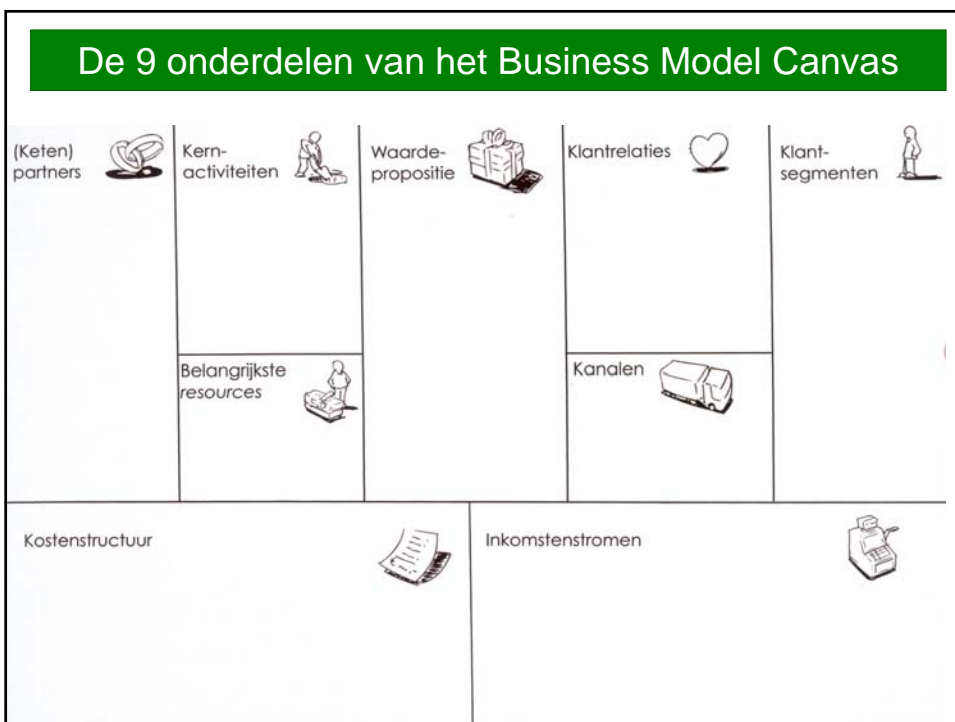 De 9 onderdelen van het Business Model Canvas
(Keten)
partners
Kern-
activiteiten
Waarde-
propositie
Klantrelaties
Klant-
segmenten
Belangrijkste
resources
Kanalen
Kostenstructuur
Inkomstenstromen